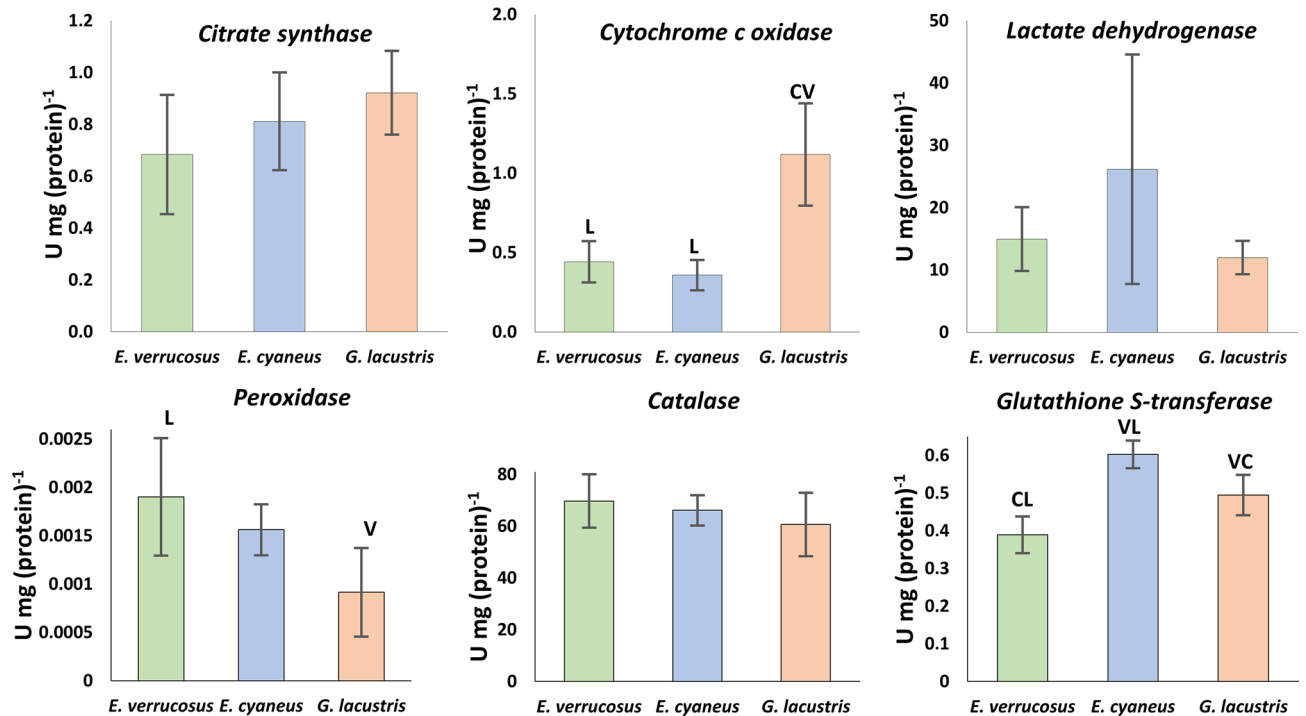 Citrate synthase
U mg (protein)⁻¹
1.2
1.0
0.8
0.6
0.4
0.2
0.0
E. verrucosus E. cyaneus G. lacustris
Cytochrome c oxidase
U mg (protein)⁻¹
2.0
1.5
1.0
0.5
0.0
L L CV
E. verrucosus E. cyaneus G. lacustris
Lactate dehydrogenase
U mg (protein)⁻¹
50
40
30
20
10
0
E. verrucosus E. cyaneus G. lacustris
Peroxidase
U mg (protein)⁻¹
0.0025
0.002
0.0015
0.001
0.0005
0
L V
E. verrucosus E. cyaneus G. lacustris
Catalase
U mg (protein)⁻¹
80
60
40
20
0
E. verrucosus E. cyaneus G. lacustris
Glutathione S-transferase
U mg (protein)⁻¹
0.6
0.5
0.4
0.3
0.2
0.1
0
CL VL VC
E. verrucosus E. cyaneus G. lacustris